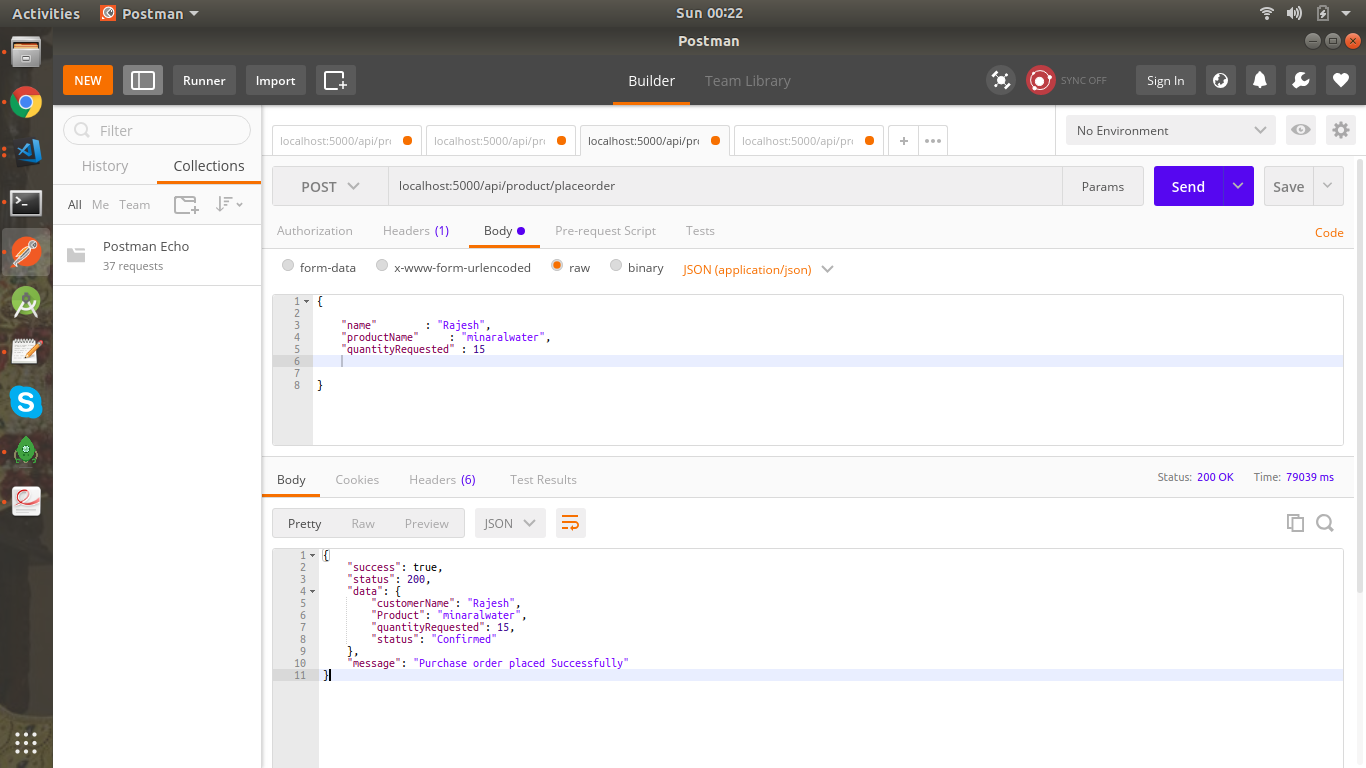 Activities Postman Sun 00:22
Postman
NEW Runner Import Builder Team Library SYNC OFF Sign In
Filter
History Collections
All Me Team
Postman Echo
37 requests
localhost:5000/api/pro localhost:5000/api/pro localhost:5000/api/pro localhost:5000/api/pro + ••• No Environment
POST localhost:5000/api/product/placeorder Params Send Save
Authorization Headers (1) Body Pre-request Script Tests Code
form-data x-www-form-urlencoded raw binary JSON (application/json)
1 {
2
3 "name" : "Rajesh",
4 "productName" : "minaralwater",
5 "quantityRequested" : 15
6
7
8 }
Body Cookies Headers (6) Test Results Status: 200 OK Time: 79039 ms
Pretty Raw Preview JSON
1 {
2 "success": true,
3 "status": 200,
4 "data": {
5 "customerName": "Rajesh",
6 "Product": "minaralwater",
7 "quantityRequested": 15,
8 "status": "Confirmed"
9 },
10 "message": "Purchase order placed Successfully"
11 }